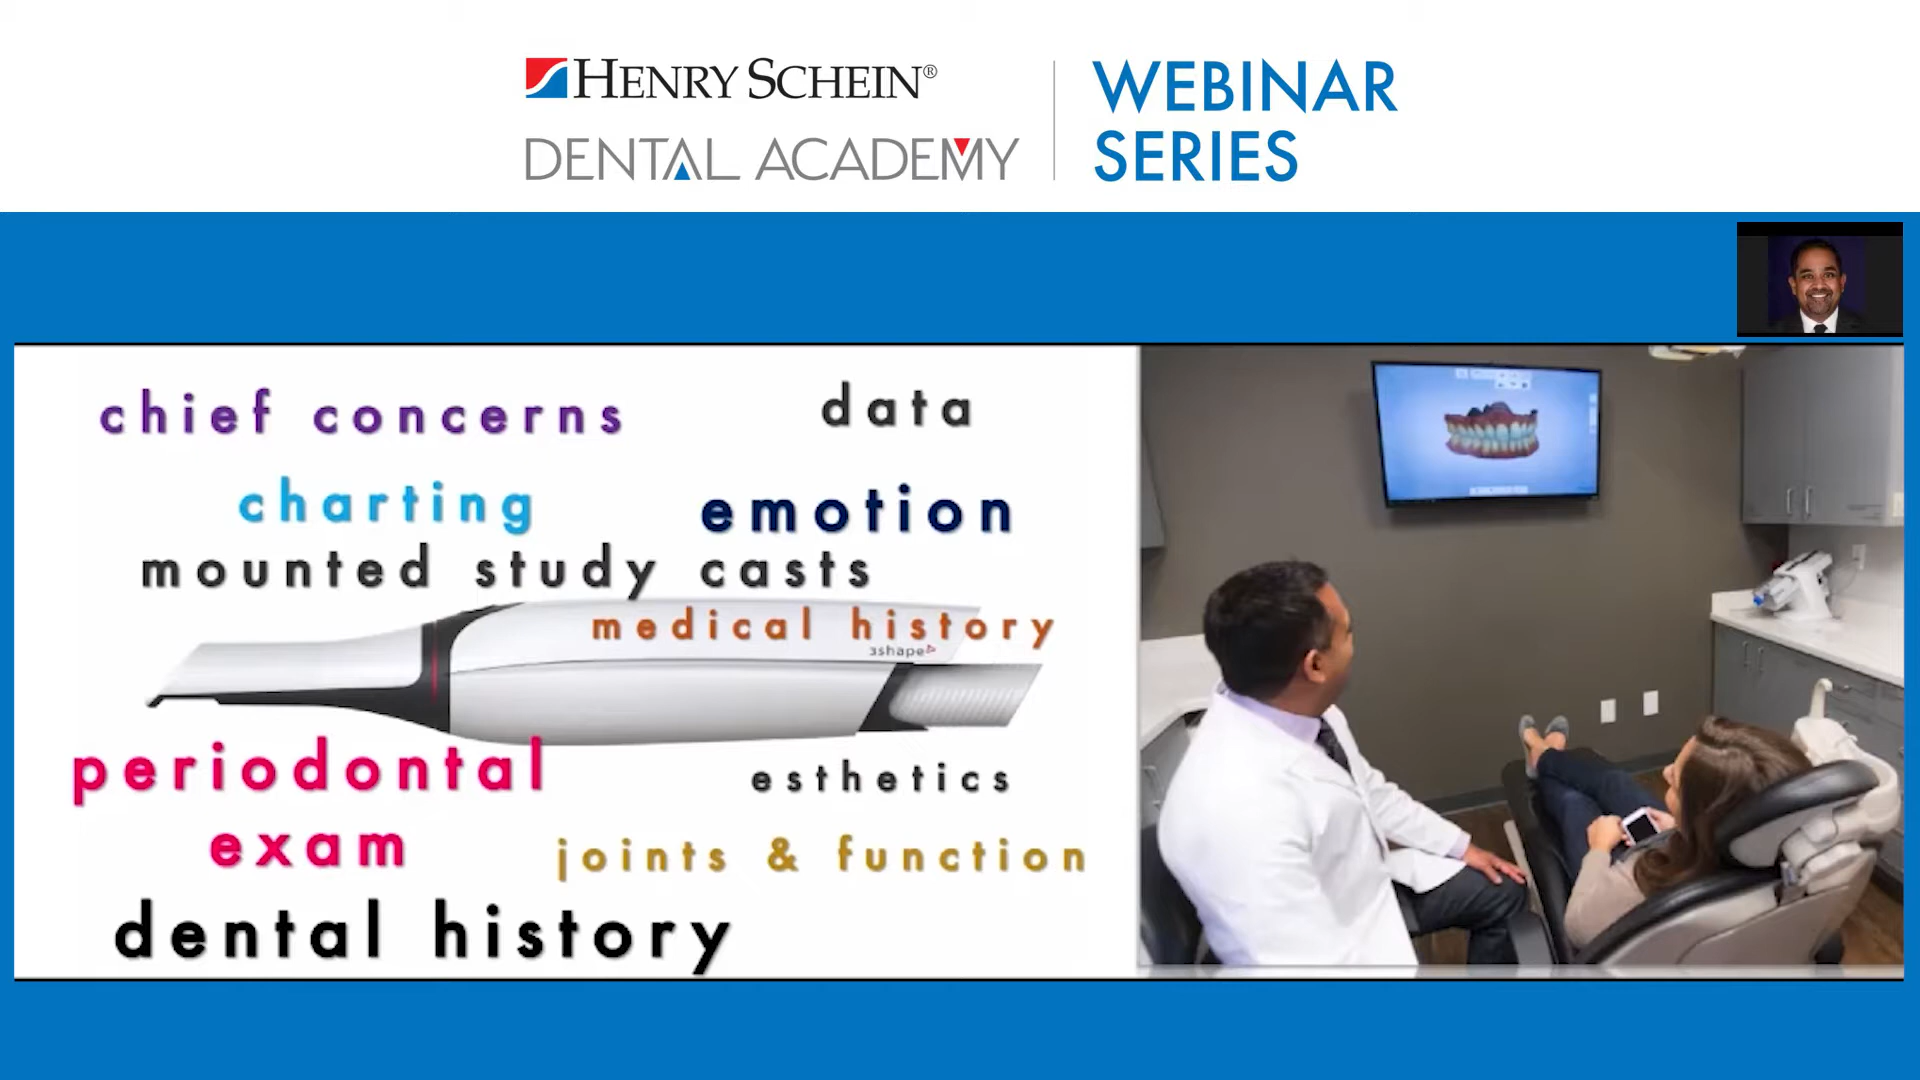 HENRY SCHEIN®
DENTAL ACADEMY
WEBINAR
SERIES
chief concerns
data
charting
emotion
mounted study casts
medical history
3shape
periodontal
exam
esthetics
joints & function
dental history